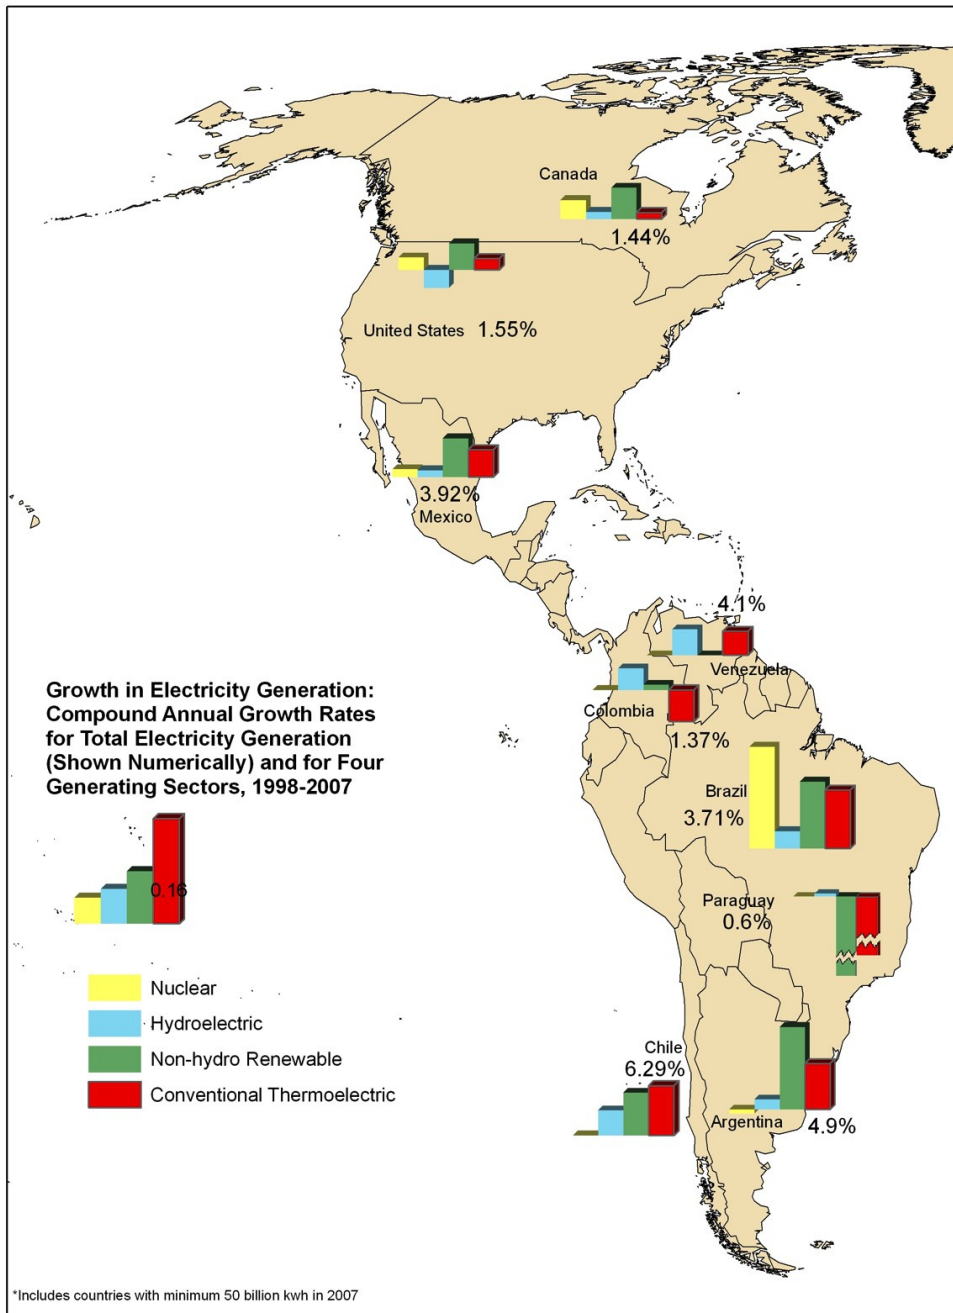 Canada
1.44%
United States 1.55%
3.92%
Mexico
4.1%
Venezuela
Colombia
1.37%
Growth in Electricity Generation:
Compound Annual Growth Rates
for Total Electricity Generation
(Shown Numerically) and for Four
Generating Sectors, 1998-2007
Brazil
3.71%
0.16
Paraguay
0.6%
Nuclear
Hydroelectric
Non-hydro Renewable
Conventional Thermoelectric
Chile
6.29%
Argentina
4.9%
*Includes countries with minimum 50 billion kwh in 2007